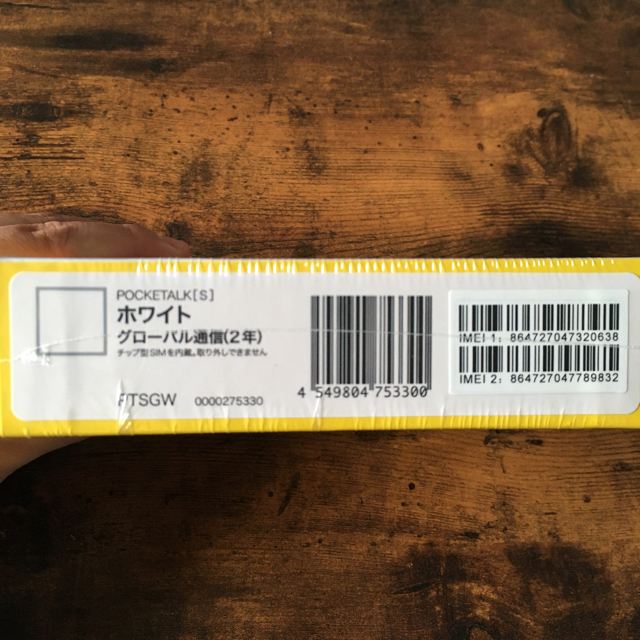 POCKETALK[S]
ホワイト
グローバル通信(2年)
チップ型SIMを内蔵。取り外しできません
PTSGW 0000275330
4 549804 753300
IMEI 1: 864727047320638
IMEI 2: 864727047789832